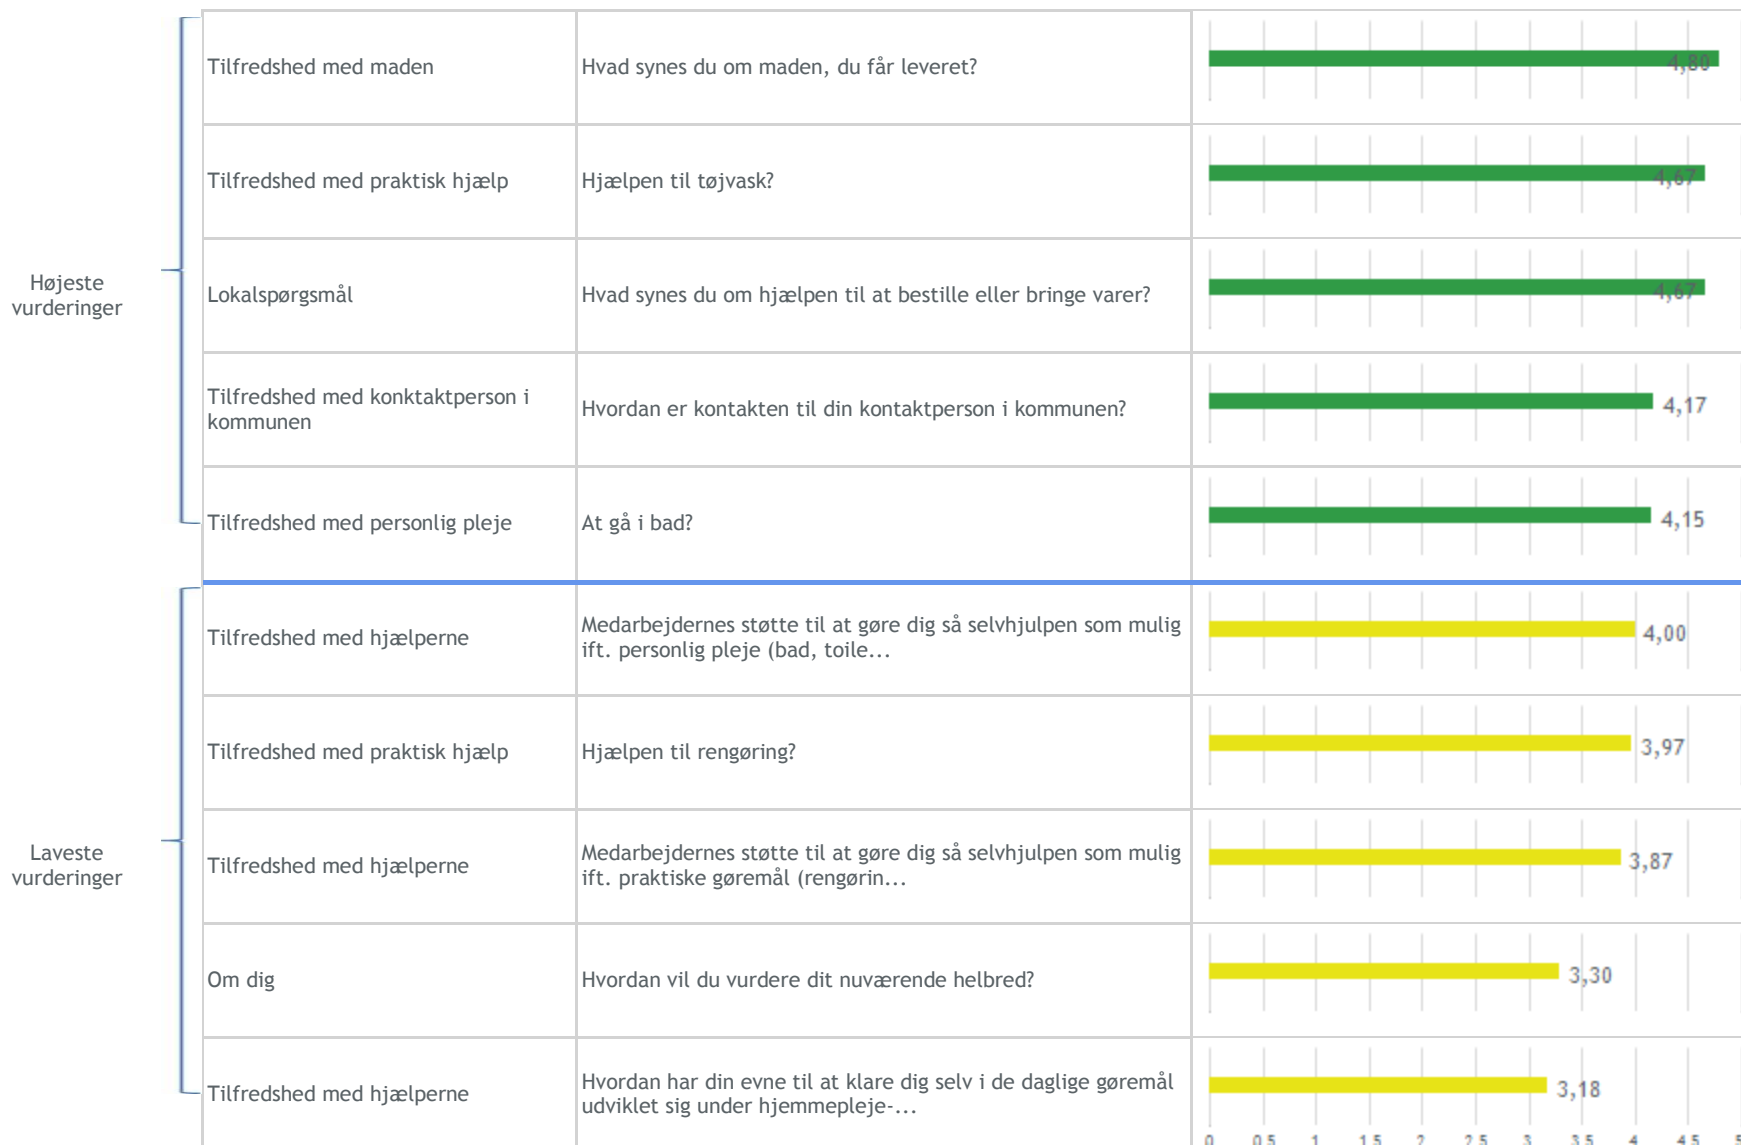 Højeste
vurderinger
Tilfredshed med maden
Hvad synes du om maden, du får leveret?
4,80
Tilfredshed med praktisk hjælp
Hjælpen til tøjvask?
4,67
Lokalspørgsmål
Hvad synes du om hjælpen til at bestille eller bringe varer?
4,67
Tilfredshed med konktaktperson i
kommunen
Hvordan er kontakten til din kontaktperson i kommunen?
4,17
Tilfredshed med personlig pleje
At gå i bad?
4,15
Laveste
vurderinger
Tilfredshed med hjælperne
Medarbejdernes støtte til at gøre dig så selvhjulpen som mulig
ift. personlig pleje (bad, toile...
4,00
Tilfredshed med praktisk hjælp
Hjælpen til rengøring?
3,97
Tilfredshed med hjælperne
Medarbejdernes støtte til at gøre dig så selvhjulpen som mulig
ift. praktiske gøremål (rengørin...
3,87
Om dig
Hvordan vil du vurdere dit nuværende helbred?
3,30
Tilfredshed med hjælperne
Hvordan har din evne til at klare dig selv i de daglige gøremål
udviklet sig under hjemmepleje-...
3,18
0 0.5 1 1.5 2 2.5 3 3.5 4 4.5 5